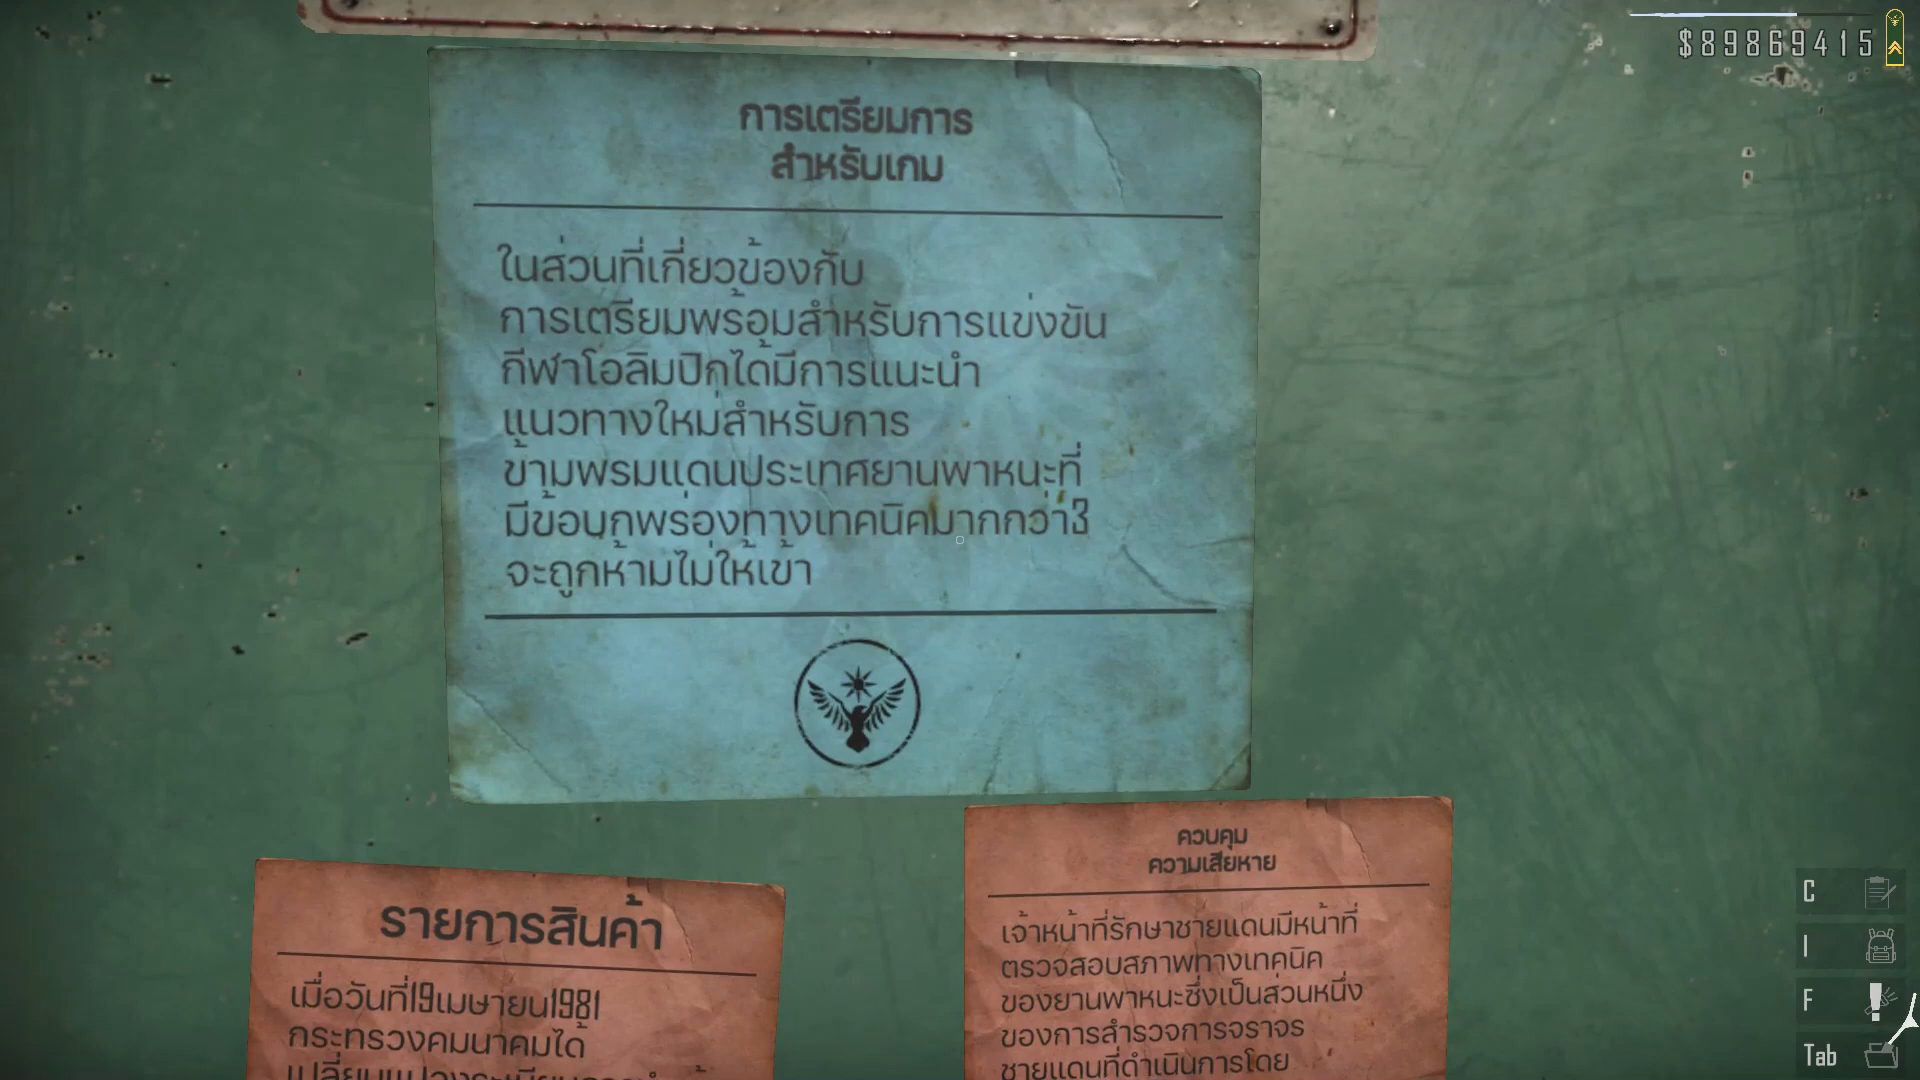 $89869415
การเตรียมการ
สำหรับเกม
ในส่วนที่เกี่ยวข้องกับ
การเตรียมพร้อมสำหรับการแข่งขัน
กีฬาโอลิมปิกได้มีการแนะนำ
แนวทางใหม่สำหรับการ
ข้ามพรมแดนประเทศยานพาหนะที่
มีข้อบกพร่องทางเทคนิคมากกว่า3
จะถูกห้ามไม่ให้เข้า
รายการสินค้า
เมื่อวันที่19เมษายน1981
กระทรวงคมนาคมได้
ควบคุม
ความเสียหาย
เจ้าหน้าที่รักษาชายแดนมีหน้าที่
ตรวจสอบสภาพทางเทคนิค
ของยานพาหนะซึ่งเป็นส่วนหนึ่ง
ของการสำรวจการจราจร
ชายแดนที่ดำเนินการโดย
C
I
F
Tab